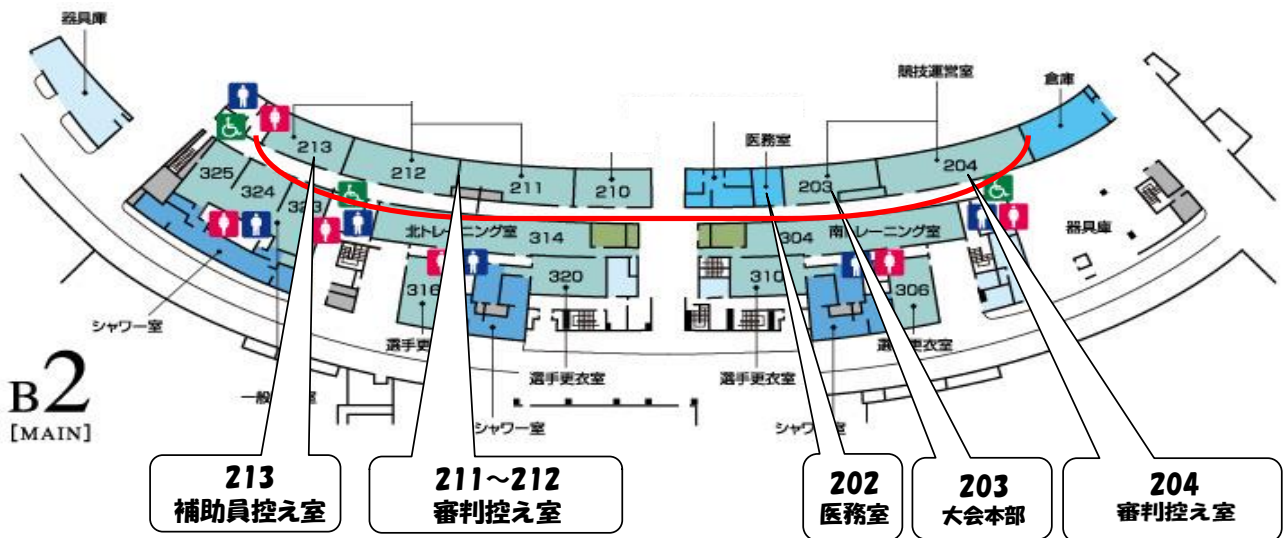 器具庫
競技運営室
倉庫
医務室
213
212
211
210
203
204
325
324
323
北トレーニング室
314
304
南トレーニング室
器具庫
316
320
310
306
シャワー室
選手更
選手更衣室
選手更衣室
選手更衣室
一般
室
シャワー室
シャワ
室
B2
[MAIN]
213
補助員控え室
211～212
審判控え室
202
医務室
203
大会本部
204
審判控え室